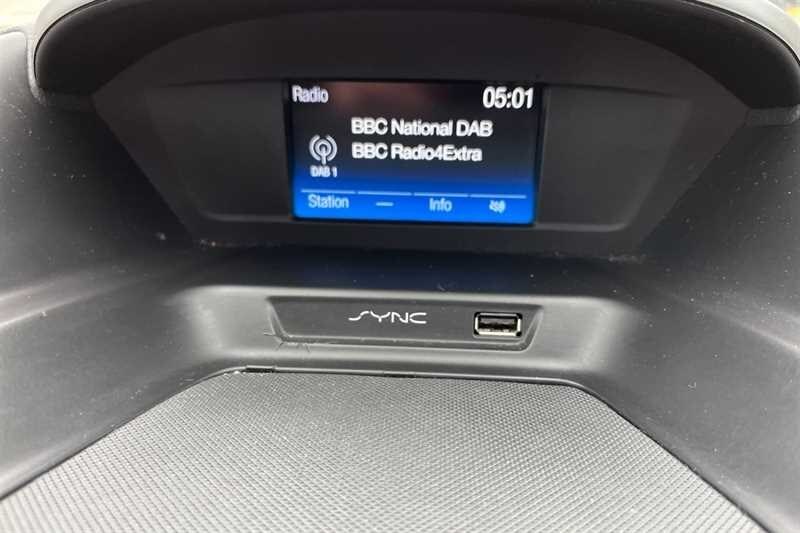 Radio 05:01
BBC National DAB
BBC Radio4Extra
DAB 1
Station — Info
SYNC